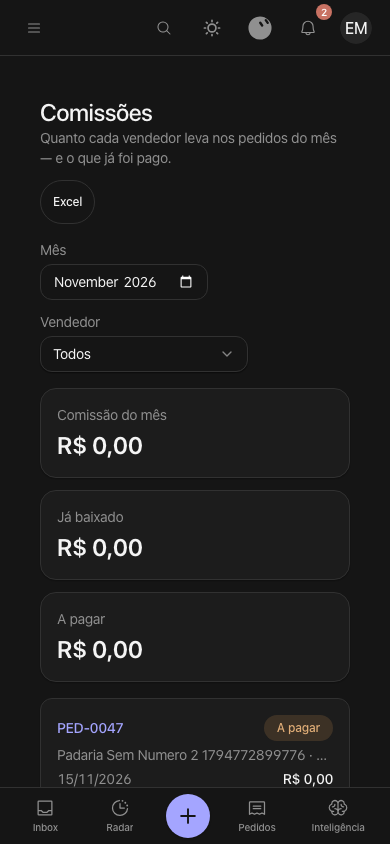 2
EM
Comissões
Quanto cada vendedor leva nos pedidos do mês
— e o que já foi pago.
Excel
Mês
November 2026
Vendedor
Todos
Comissão do mês
R$ 0,00
Já baixado
R$ 0,00
A pagar
R$ 0,00
PED-0047
A pagar
Padaria Sem Numero 2 1794772899776 · ...
15/11/2026
R$ 0,00
Inbox
Radar
Pedidos
Inteligência